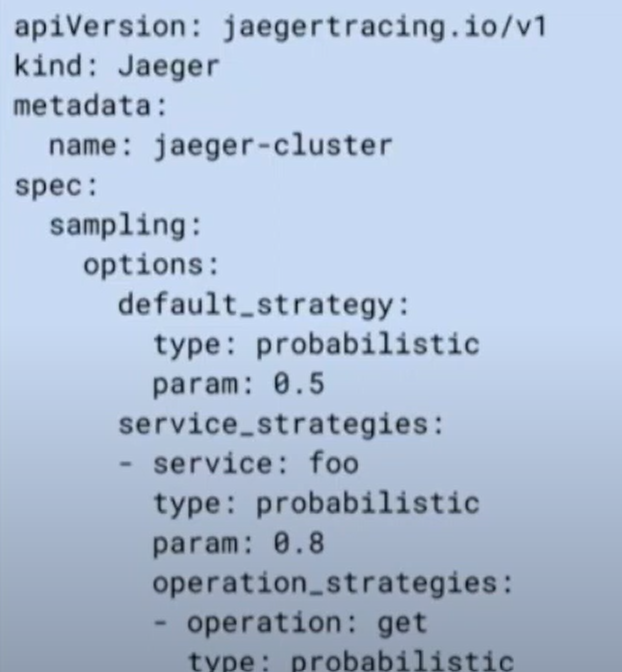 apiVersion: jaegertracing.io/v1
kind: Jaeger
metadata:
  name: jaeger-cluster
spec:
  sampling:
    options:
      default_strategy:
        type: probabilistic
        param: 0.5
      service_strategies:
      - service: foo
        type: probabilistic
        param: 0.8
        operation_strategies:
        - operation: get
          type: probabilistic